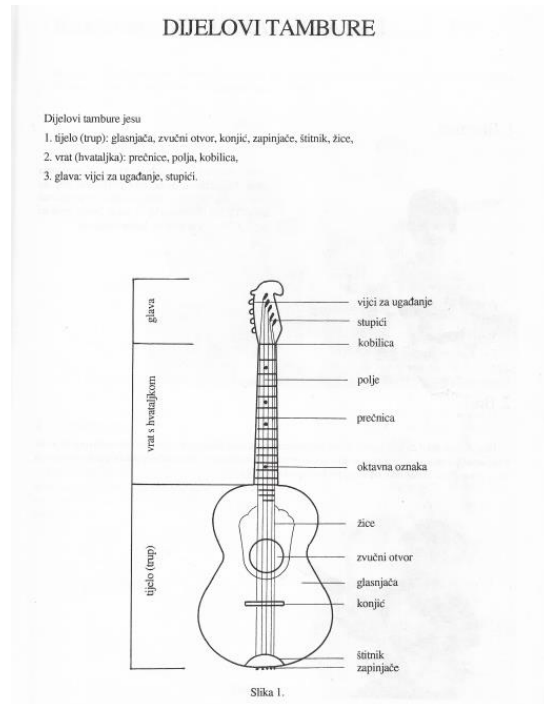 DIJELOVI TAMBURE
Dijelovi tambure jesu
1. tijelo (trup): glasnjača, zvučni otvor, konjić, zapinjače, štitnik, žice,
2. vrat (hvataljka): prečnice, polja, kobilica,
3. glava: vijci za ugađanje, stupići.
glava
vijci za ugađanje
stupići
kobilica
vrat s hvataljkom
polje
prečnica
oktavna oznaka
tijelo (trup)
žice
zvučni otvor
glasnjača
konjić
štitnik
zapinjače
Slika 1.